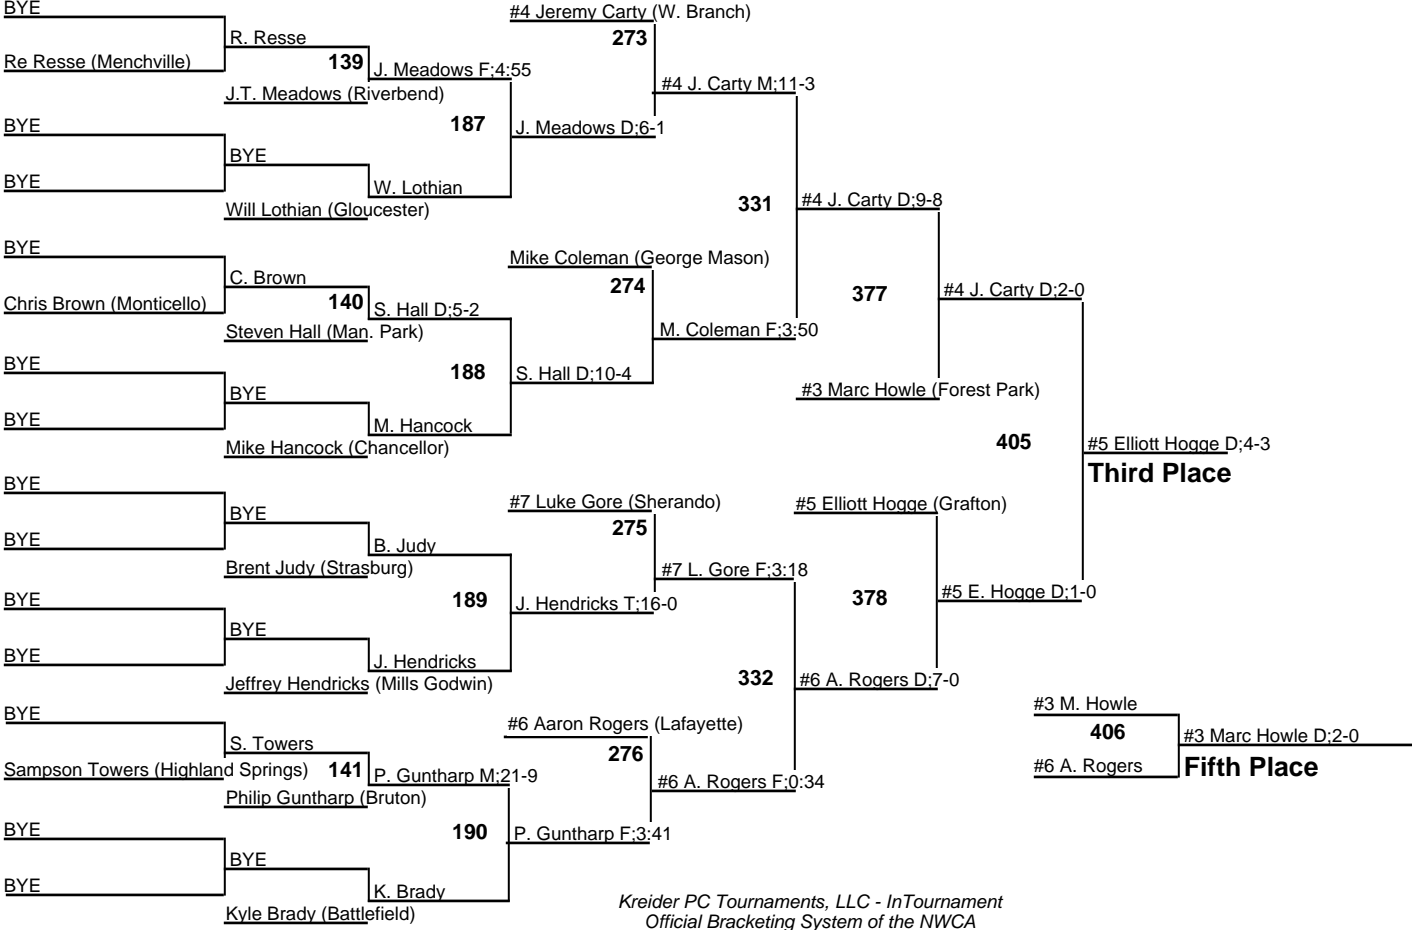 BYE
#4 Jeremy Carty (W. Branch)
R. Resse
273
Re Resse (Menchville)
139
J. Meadows F;4:55
#4 J. Carty M;11-3
J.T. Meadows (Riverbend)
BYE
187
J. Meadows D;6-1
BYE
BYE
W. Lothian
331
#4 J. Carty D;9-8
Will Lothian (Gloucester)
BYE
Mike Coleman (George Mason)
C. Brown
274
377
#4 J. Carty D;2-0
Chris Brown (Monticello)
140
S. Hall D;5-2
Steven Hall (Man. Park)
M. Coleman F;3:50
BYE
188
S. Hall D;10-4
BYE
#3 Marc Howle (Forest Park)
BYE
M. Hancock
Mike Hancock (Chancellor)
405
#5 Elliott Hogge D;4-3
Third Place
BYE
#7 Luke Gore (Sherando)
#5 Elliott Hogge (Grafton)
BYE
275
BYE
B. Judy
Brent Judy (Strasburg)
#7 L. Gore F;3:18
BYE
189
J. Hendricks T;16-0
378
#5 E. Hogge D;1-0
BYE
BYE
J. Hendricks
Jeffrey Hendricks (Mills Godwin)
332
#6 A. Rogers D;7-0
BYE
#6 Aaron Rogers (Lafayette)
#3 M. Howle
S. Towers
276
406
#3 Marc Howle D;2-0
Sampson Towers (Highland Springs)
141
P. Guntharp M;21-9
#6 A. Rogers F;0:34
#6 A. Rogers
Fifth Place
Philip Guntharp (Bruton)
BYE
190
P. Guntharp F;3:41
BYE
BYE
K. Brady
Kyle Brady (Battlefield)
Kreider PC Tournaments, LLC - InTournament
Official Bracketing System of the NWCA